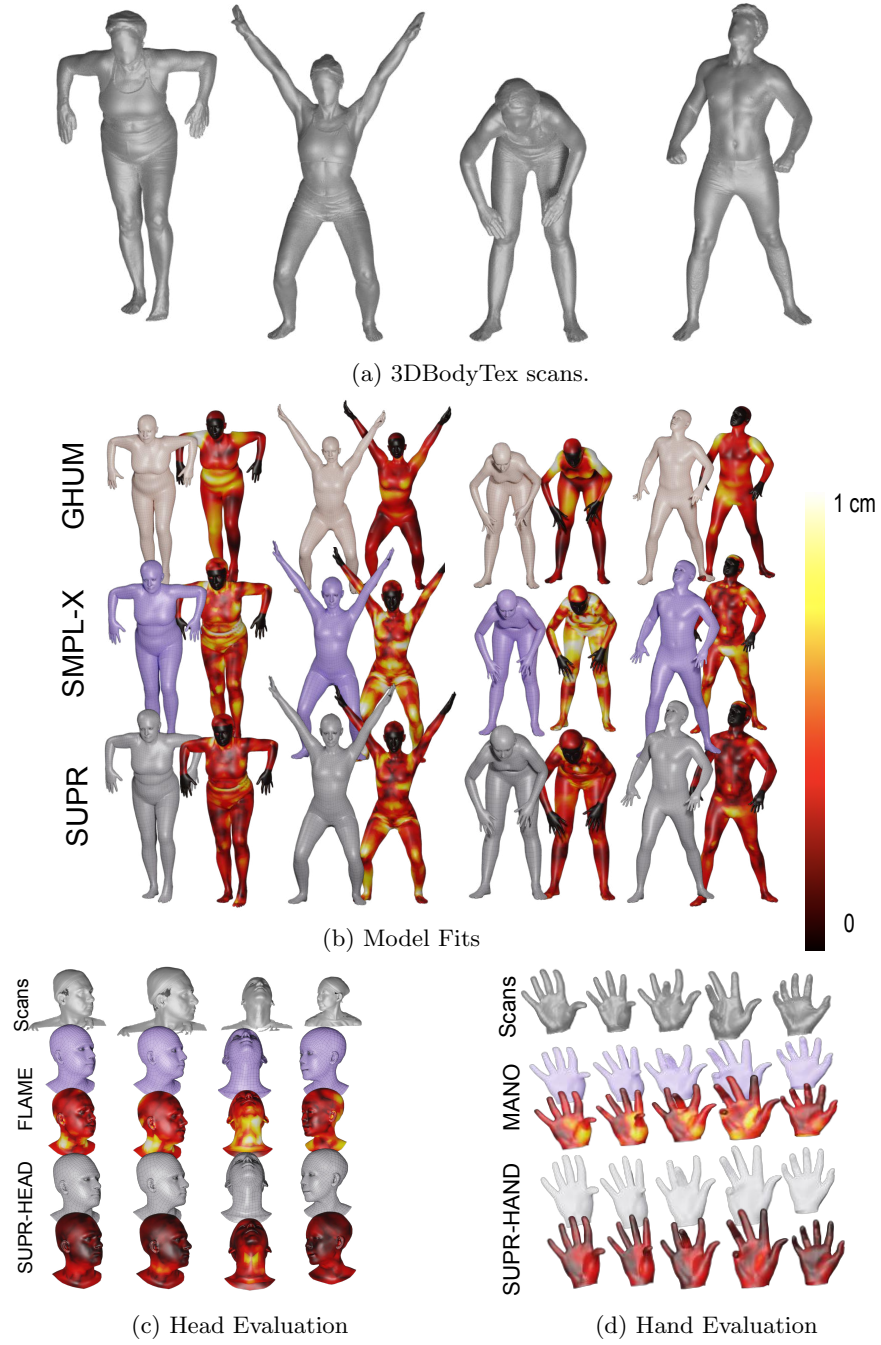 (a) 3DBodyTex scans.
GHUM
SMPL-X
SUPR
1 cm
0
(b) Model Fits
Scans
FLAME
SUPR-HEAD
(c) Head Evaluation
Scans
MANO
SUPR-HAND
(d) Hand Evaluation